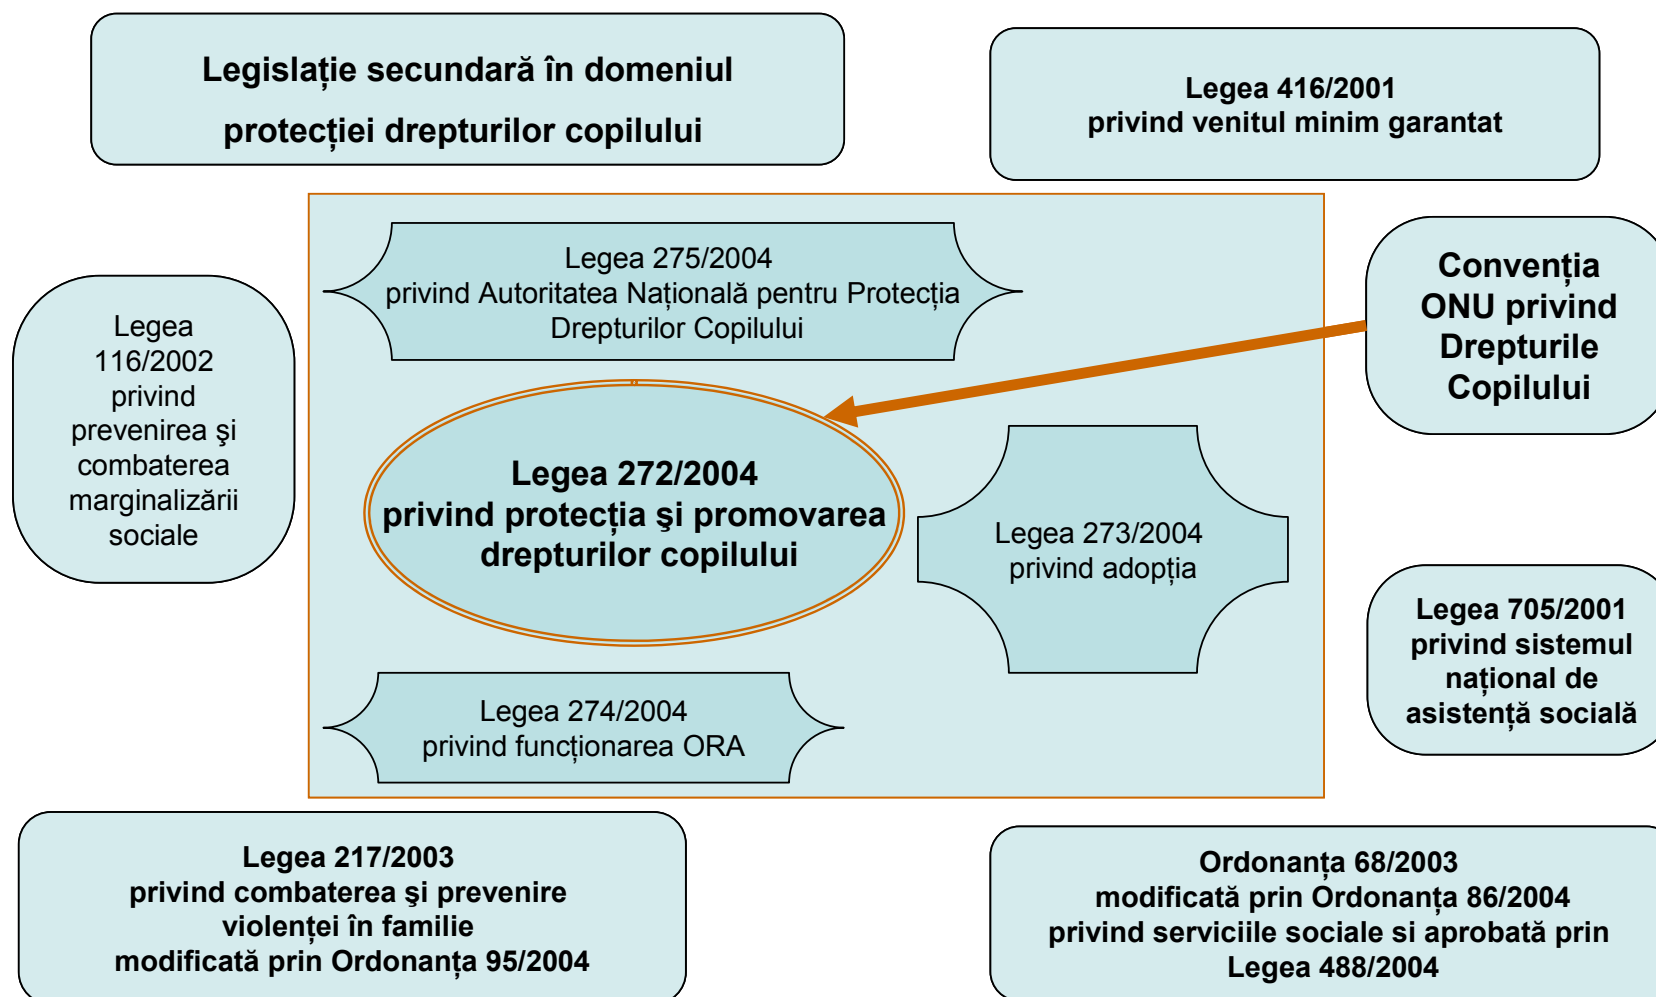 Legislație secundară în domeniul
protecției drepturilor copilului
Legea 416/2001
privind venitul minim garantat
Legea 275/2004
privind Autoritatea Națională pentru Protecția
Drepturilor Copilului
Convenția
ONU privind
Drepturile
Copilului
Legea
116/2002
privind
prevenirea şi
combaterea
marginalizării
sociale
Legea 272/2004
privind protecția şi promovarea
drepturilor copilului
Legea 273/2004
privind adopția
Legea 705/2001
privind sistemul
național de
asistență socială
Legea 274/2004
privind funcționarea ORA
Legea 217/2003
privind combaterea şi prevenire
violenței în familie
modificată prin Ordonanța 95/2004
Ordonanța 68/2003
modificată prin Ordonanța 86/2004
privind serviciile sociale si aprobată prin
Legea 488/2004